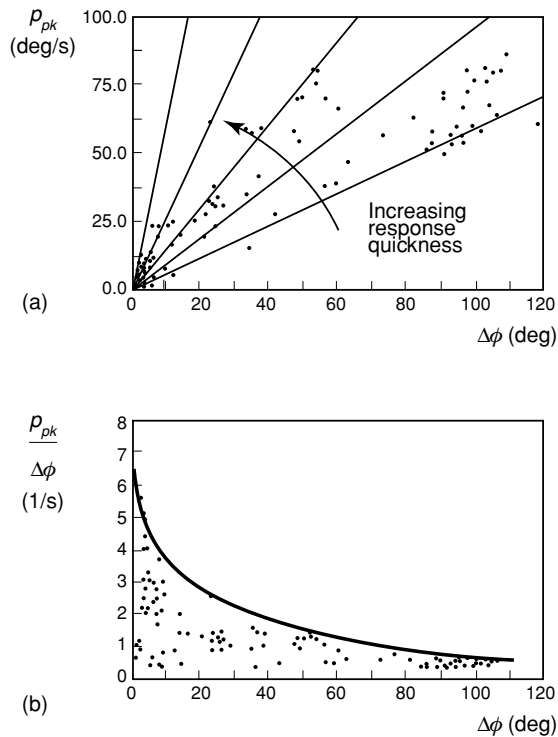 p_pk
(deg/s)
100.0
75.0
50.0
25.0
0.0
Increasing
response
quickness
(a)
0 20 40 60 80 100 120
Δϕ (deg)
p_pk
Δϕ
(1/s)
8
7
6
5
4
3
2
1
0
(b)
0 20 40 60 80 100 120
Δϕ (deg)